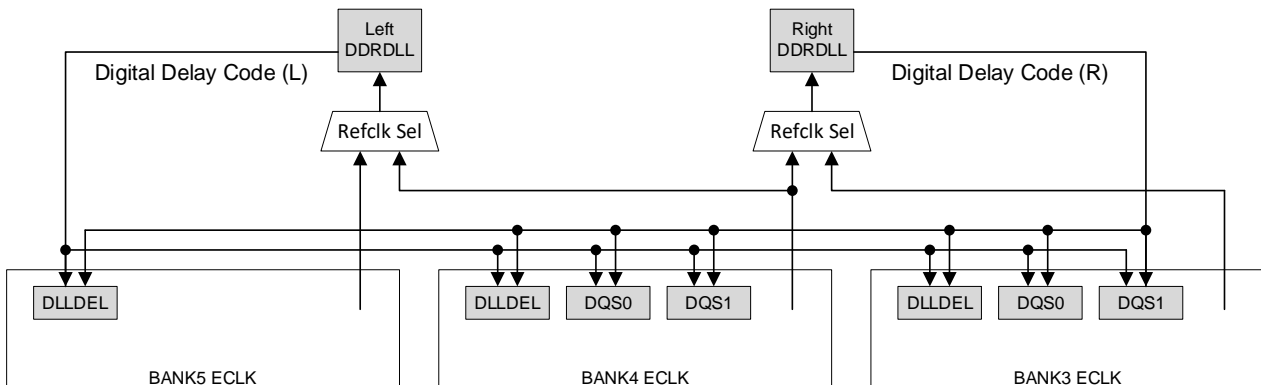 Left
DDRDLL
Right
DDRDLL
Digital Delay Code (L)
Digital Delay Code (R)
Refclk Sel
Refclk Sel
DLLDEL
DLLDEL
DQS0
DQS1
DLLDEL
DQS0
DQS1
BANK5 ECLK
BANK4 ECLK
BANK3 ECLK